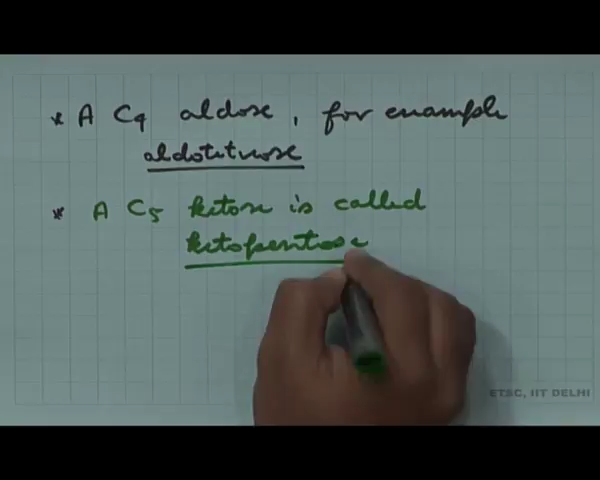 * A C4 aldose, for example
aldotetrose
* A C5 ketose is called
ketopentose
ETSC, IIT DELHI